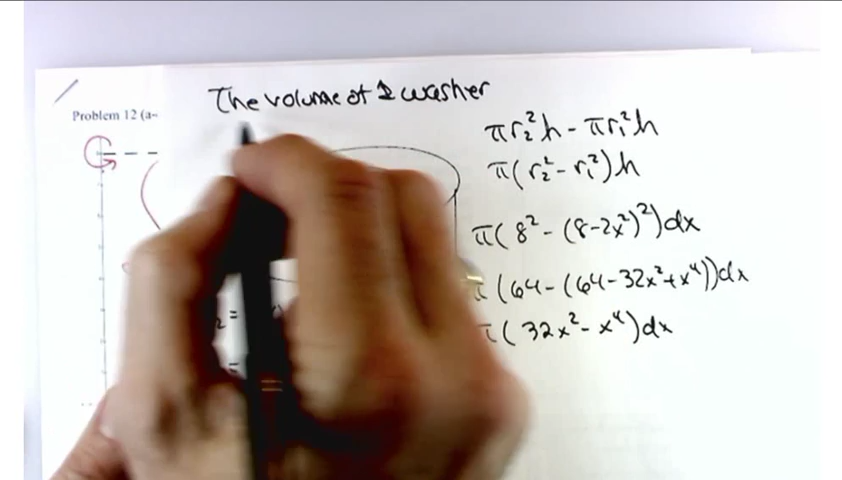 The volume of 1 washer
Problem 12 (a-
πr₂²h - πr₁²h
π(r₂² - r₁²)h
π(8² - (8-2x²)²)dx
π(64-(64-32x²+x⁴))dx
π(32x²-x⁴)dx
₂ =
=